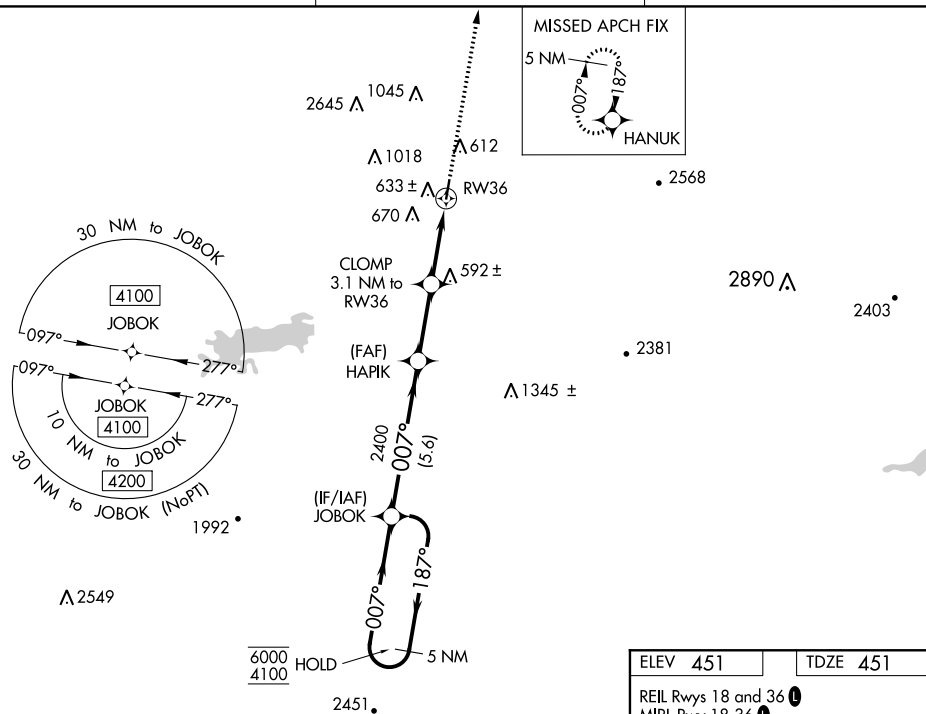 MISSED APCH FIX
5 NM
007°
187°
HANUK
1045
2645
1018
612
633 ±
RW36
670
2568
30 NM to JOBOK
4100
JOBOK
097°
277°
097°
277°
JOBOK
4100
10 NM to JOBOK
4200
30 NM to JOBOK (NoPT)
CLOMP
3.1 NM to
RW36
592 ±
2890
2403
(FAF)
HAPIK
2381
1345 ±
2400
007°
(5.6)
(IF/IAF)
JOBOK
1992
187°
007°
2549
6000
4100
HOLD
5 NM
2451
ELEV 451
TDZE 451
REIL Rwys 18 and 36 L
MIRL Rwy 18-36 L